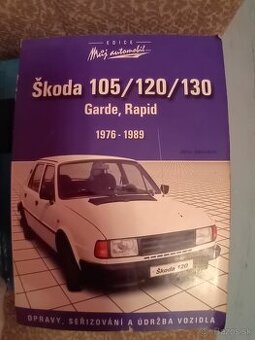 EDICE
Můj automobil
Škoda 105/120/130
Garde, Rapid
1976 - 1989
Škoda 120
OPRAVY, SEŘIZOVÁNÍ A ÚDRŽBA VOZIDLA